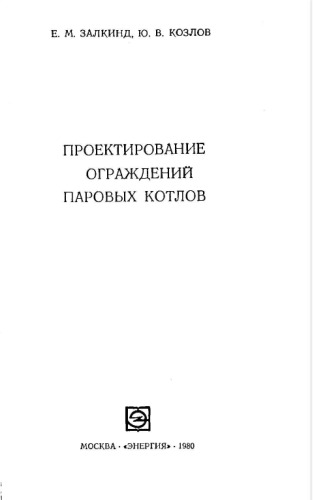 Е. М. ЗАЛКИНД, Ю. В. КОЗЛОВ
ПРОЕКТИРОВАНИЕ
ОГРАЖДЕНИЙ
ПАРОВЫХ КОТЛОВ
МОСКВА · «ЭНЕРГИЯ» · 1980